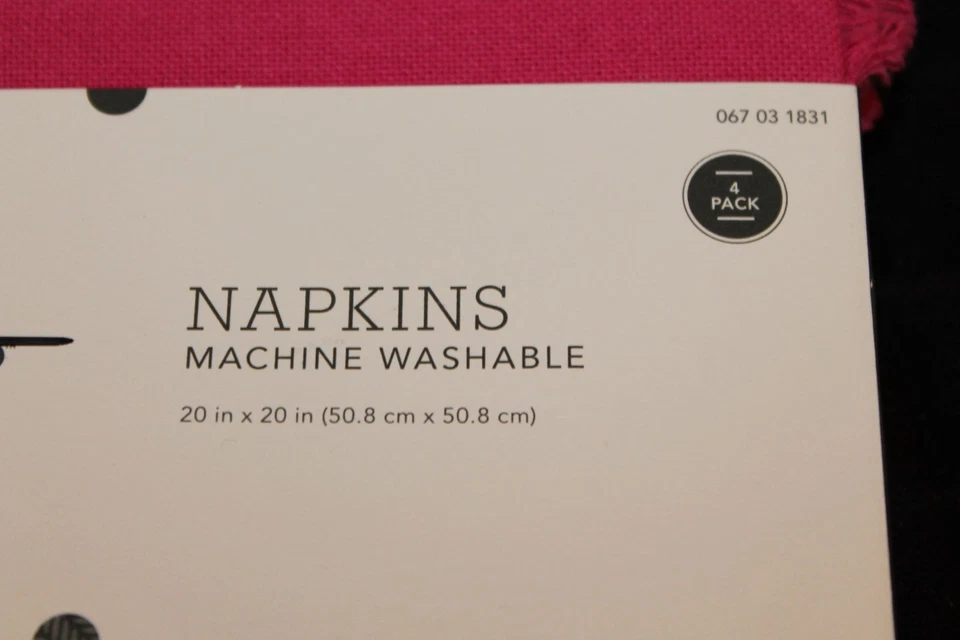 067 03 1831
4
PACK
NAPKINS
MACHINE WASHABLE
20 in x 20 in (50.8 cm x 50.8 cm)